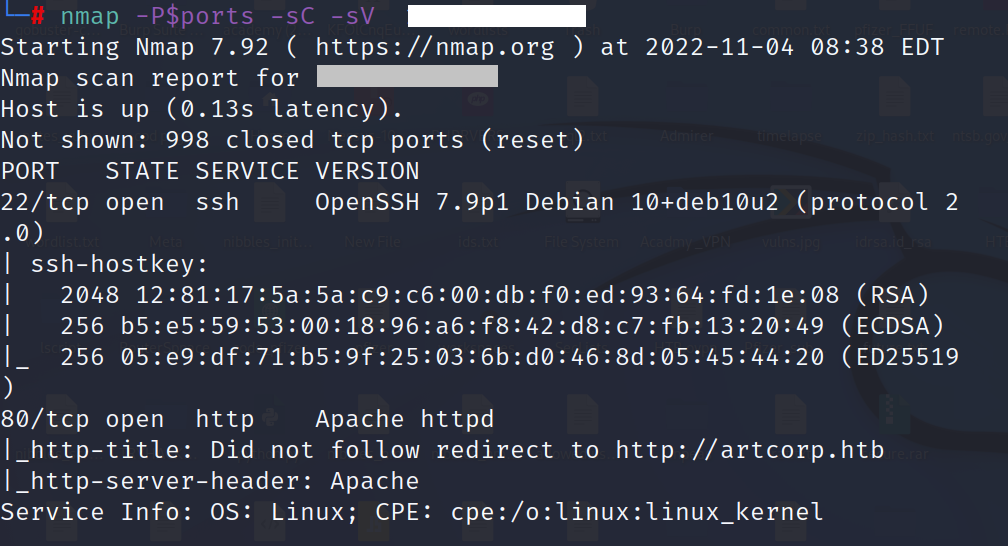 └─# nmap -P$ports -sC -sV
Starting Nmap 7.92 ( https://nmap.org ) at 2022-11-04 08:38 EDT
Nmap scan report for
Host is up (0.13s latency).
Not shown: 998 closed tcp ports (reset)
PORT   STATE SERVICE VERSION
22/tcp open  ssh     OpenSSH 7.9p1 Debian 10+deb10u2 (protocol 2
.0)
| ssh-hostkey:
|   2048 12:81:17:5a:5a:c9:c6:00:db:f0:ed:93:64:fd:1e:08 (RSA)
|   256 b5:e5:59:53:00:18:96:a6:f8:42:d8:c7:fb:13:20:49 (ECDSA)
|_  256 05:e9:df:71:b5:9f:25:03:6b:d0:46:8d:05:45:44:20 (ED25519
)
80/tcp open  http    Apache httpd
|_http-title: Did not follow redirect to http://artcorp.htb
|_http-server-header: Apache
Service Info: OS: Linux; CPE: cpe:/o:linux:linux_kernel